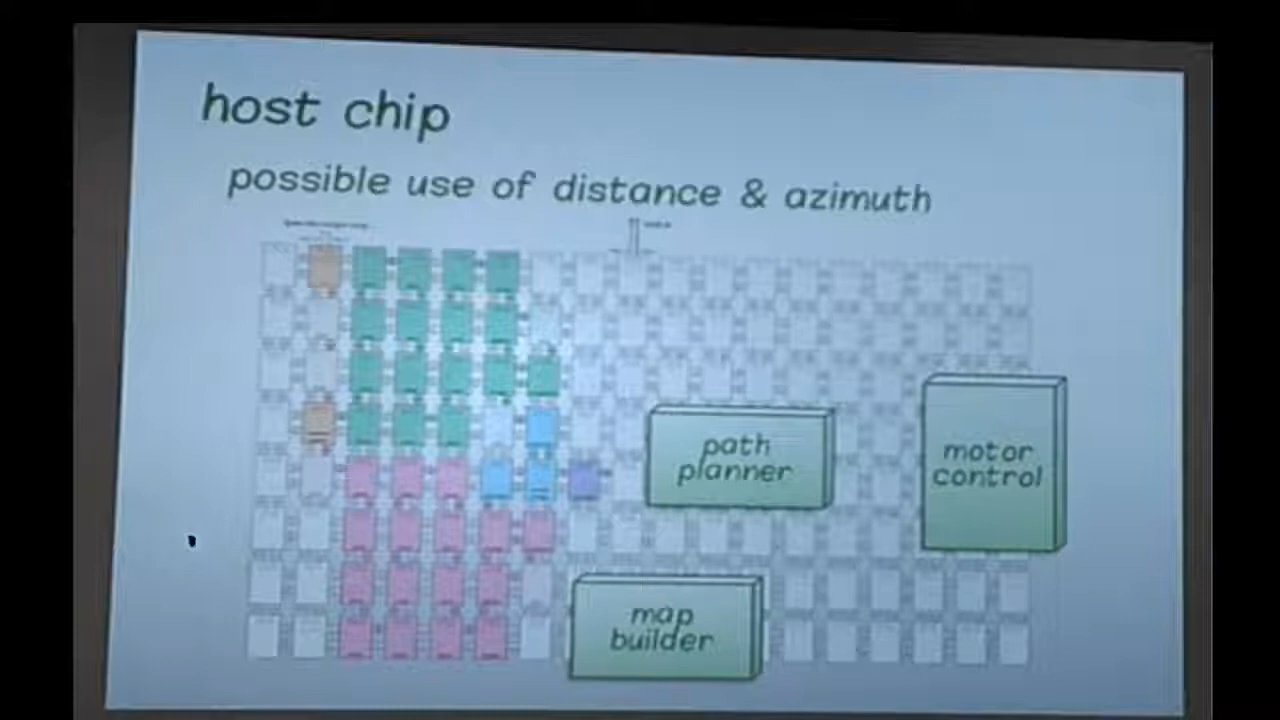 host chip
possible use of distance & azimuth
path
planner
motor
control
map
builder